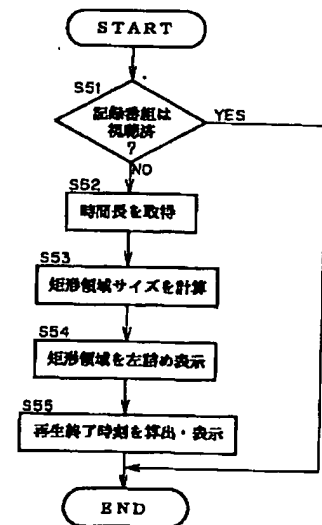 START
S51
記録番組は
視聴済
?
YES
NO
S52
時間長を取得
S53
矩形領域サイズを計算
S54
矩形領域を左詰め表示
S55
再生終了時刻を算出・表示
END